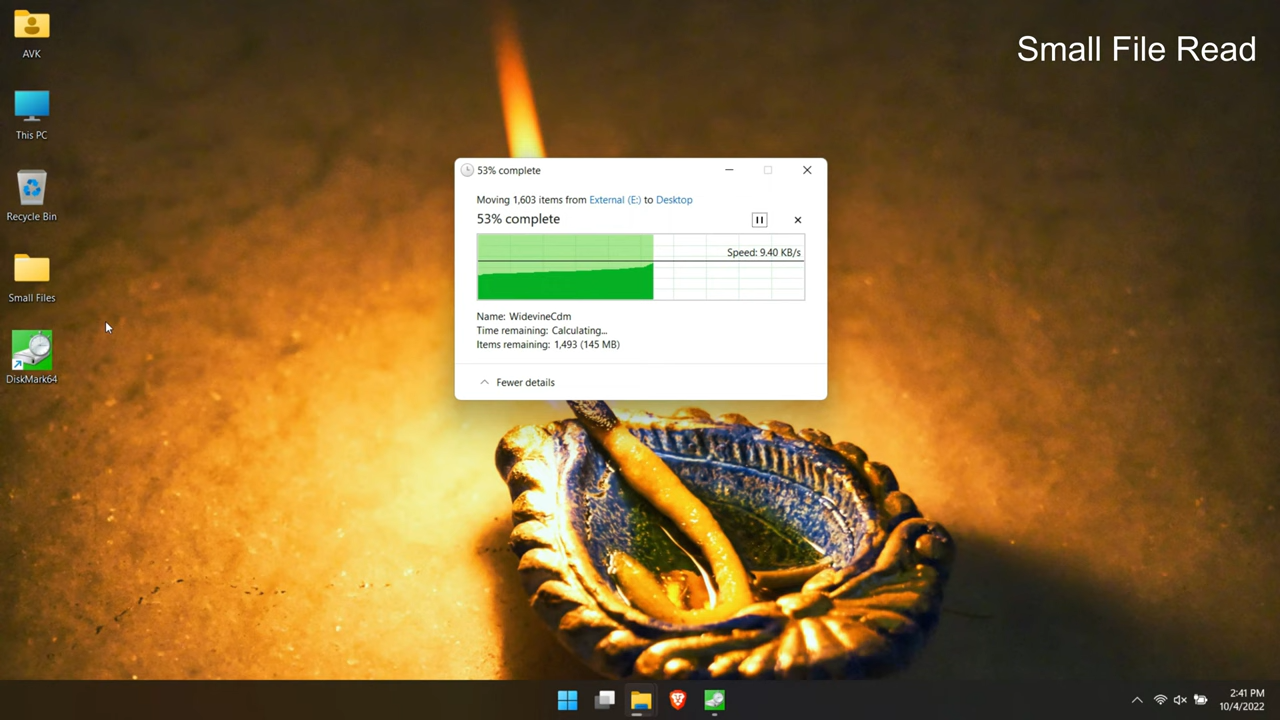 AVK
This PC
Recycle Bin
Small Files
DiskMark64
Small File Read
53% complete
Moving 1,603 items from External (E:) to Desktop
53% complete
Speed: 9.40 KB/s
Name: WidevineCdm
Time remaining: Calculating...
Items remaining: 1,493 (145 MB)
Fewer details
2:41 PM
10/4/2022